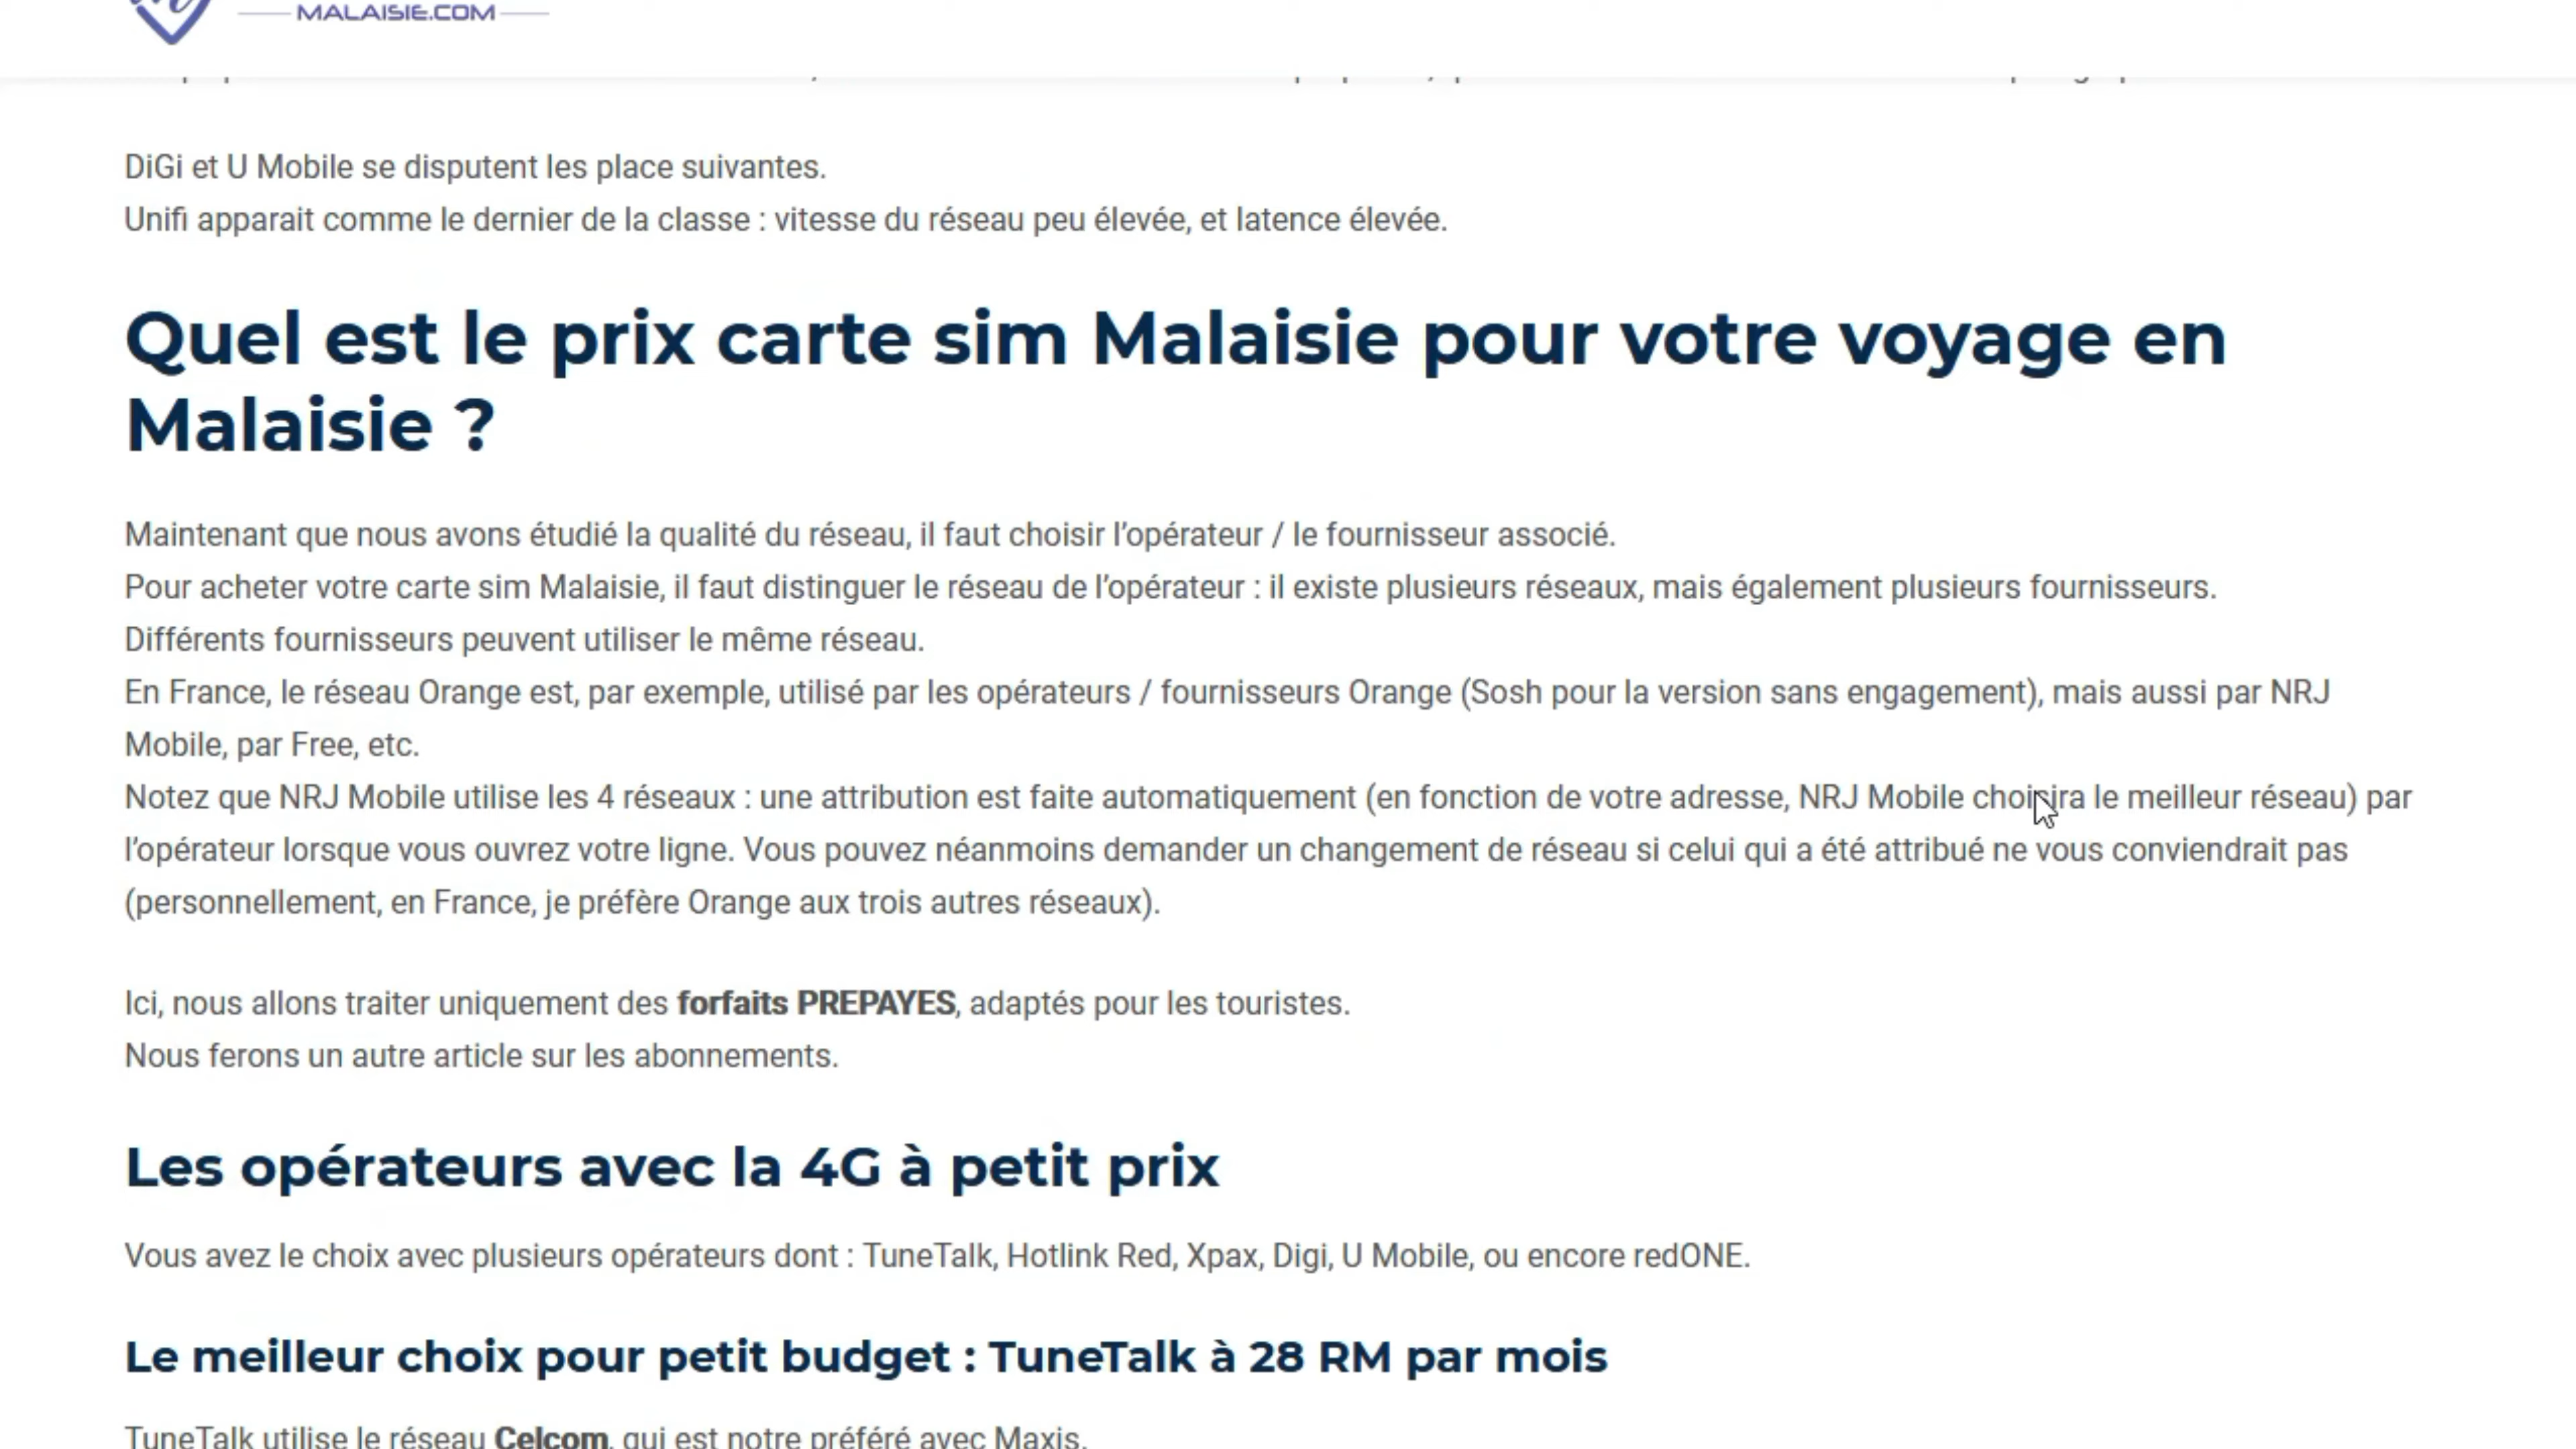 MALAISIE.COM
DiGi et U Mobile se disputent les place suivantes.
Unifi apparait comme le dernier de la classe : vitesse du réseau peu élevée, et latence élevée.
Quel est le prix carte sim Malaisie pour votre voyage en
Malaisie ?
Maintenant que nous avons étudié la qualité du réseau, il faut choisir l’opérateur / le fournisseur associé.
Pour acheter votre carte sim Malaisie, il faut distinguer le réseau de l’opérateur : il existe plusieurs réseaux, mais également plusieurs fournisseurs.
Différents fournisseurs peuvent utiliser le même réseau.
En France, le réseau Orange est, par exemple, utilisé par les opérateurs / fournisseurs Orange (Sosh pour la version sans engagement), mais aussi par NRJ
Mobile, par Free, etc.
Notez que NRJ Mobile utilise les 4 réseaux : une attribution est faite automatiquement (en fonction de votre adresse, NRJ Mobile choisira le meilleur réseau) par
l’opérateur lorsque vous ouvrez votre ligne. Vous pouvez néanmoins demander un changement de réseau si celui qui a été attribué ne vous conviendrait pas
(personnellement, en France, je préfère Orange aux trois autres réseaux).
Ici, nous allons traiter uniquement des forfaits PREPAYES, adaptés pour les touristes.
Nous ferons un autre article sur les abonnements.
Les opérateurs avec la 4G à petit prix
Vous avez le choix avec plusieurs opérateurs dont : TuneTalk, Hotlink Red, Xpax, Digi, U Mobile, ou encore redONE.
Le meilleur choix pour petit budget : TuneTalk à 28 RM par mois
TuneTalk utilise le réseau Celcom, qui est notre préféré avec Maxis.